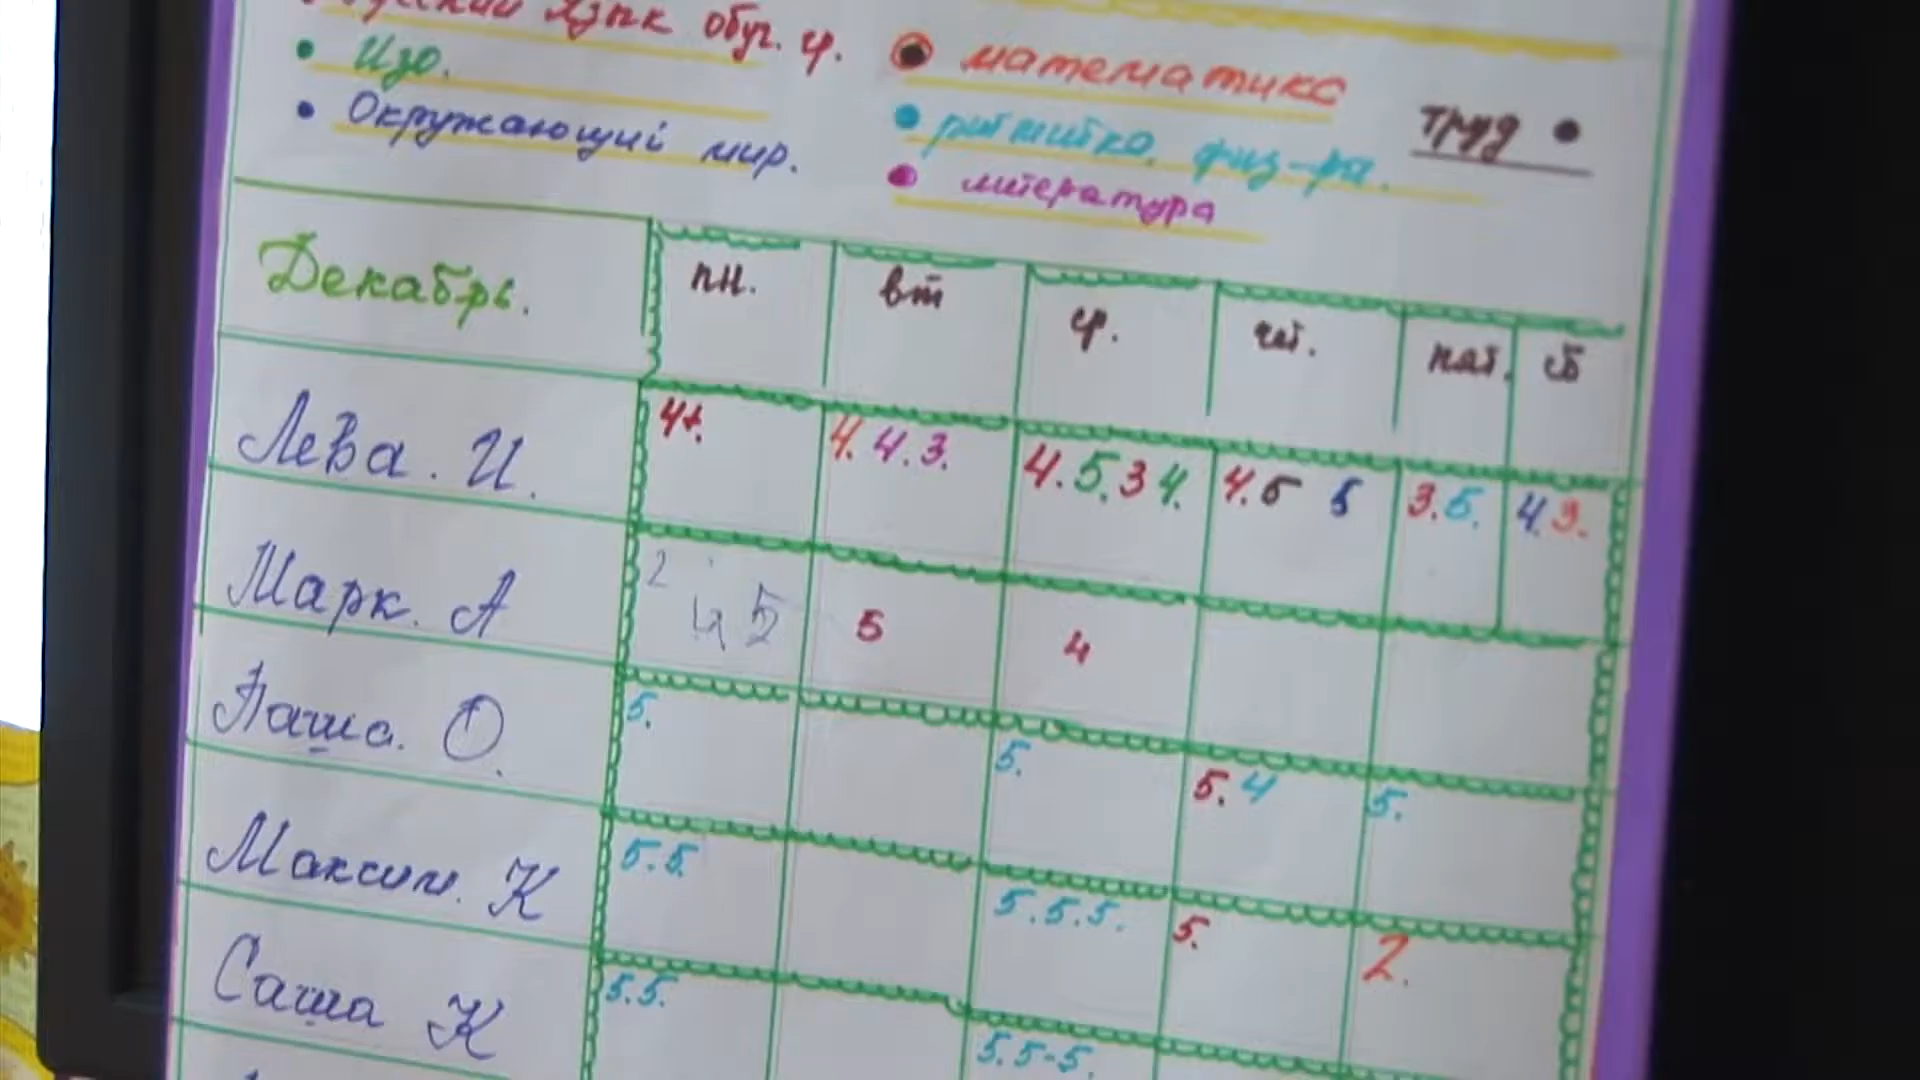 Русский язык обуч. гр.
• Изо.
• Окружающий мир.
• математика
• ритмика, физ-ра.
• литература
труд •
Декабрь. пн. вт ср. чт. пят. сб
Лева. И. 4+. 4. 4. 3. 4. 5. 3 4. 4. 5 5 3. 5. 4. 3.
Марк. А 2 4 5 5 4
Паша. О. 5. 5. 5. 4 5.
Максим. К 5. 5. 5. 5. 5. 5. 2.
Саша К 5. 5. 5. 5-5.